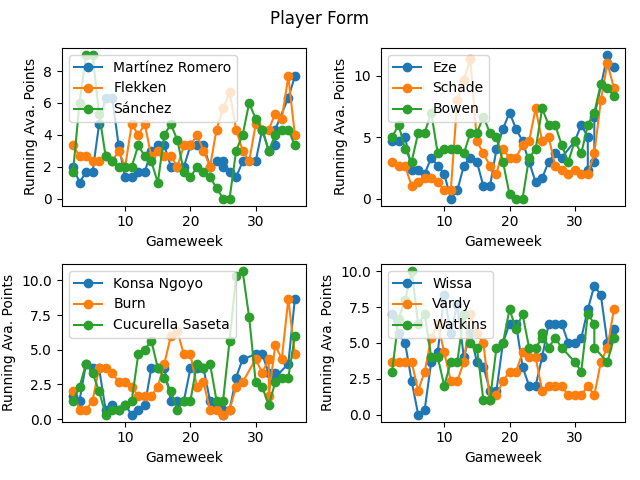 Player Form
Running Ava. Points
8
6
4
2
0
Martínez Romero
Flekken
Sánchez
10
20
30
Gameweek
Running Ava. Points
10
5
0
Eze
Schade
Bowen
10
20
30
Gameweek
Running Ava. Points
10.0
7.5
5.0
2.5
0.0
Konsa Ngoyo
Burn
Cucurella Saseta
10
20
30
Gameweek
Running Ava. Points
10.0
7.5
5.0
2.5
0.0
Wissa
Vardy
Watkins
10
20
30
Gameweek